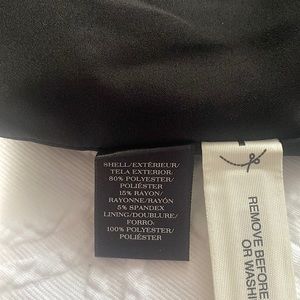 SHELL/EXTÉRIEUR/
TELA EXTERIOR:
80% POLYESTER/
POLIÉSTER
15% RAYON/
RAYONNE/RAYÓN
5% SPANDEX
LINING/DOUBLURE/
FORRO:
100% POLYESTER/
POLIÉSTER
REMOVE BEFORE
OR WASHI